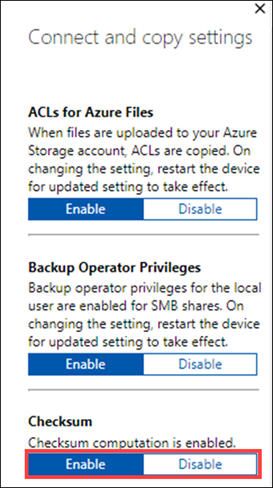 Connect and copy settings
ACLs for Azure Files
When files are uploaded to your Azure
Storage account, ACLs are copied. On
changing the setting, restart the device
for updated setting to take effect.
Enable Disable
Backup Operator Privileges
Backup operator privileges for the local
user are enabled for SMB shares. On
changing the setting, restart the device
for updated setting to take effect.
Enable Disable
Checksum
Checksum computation is enabled.
Enable Disable